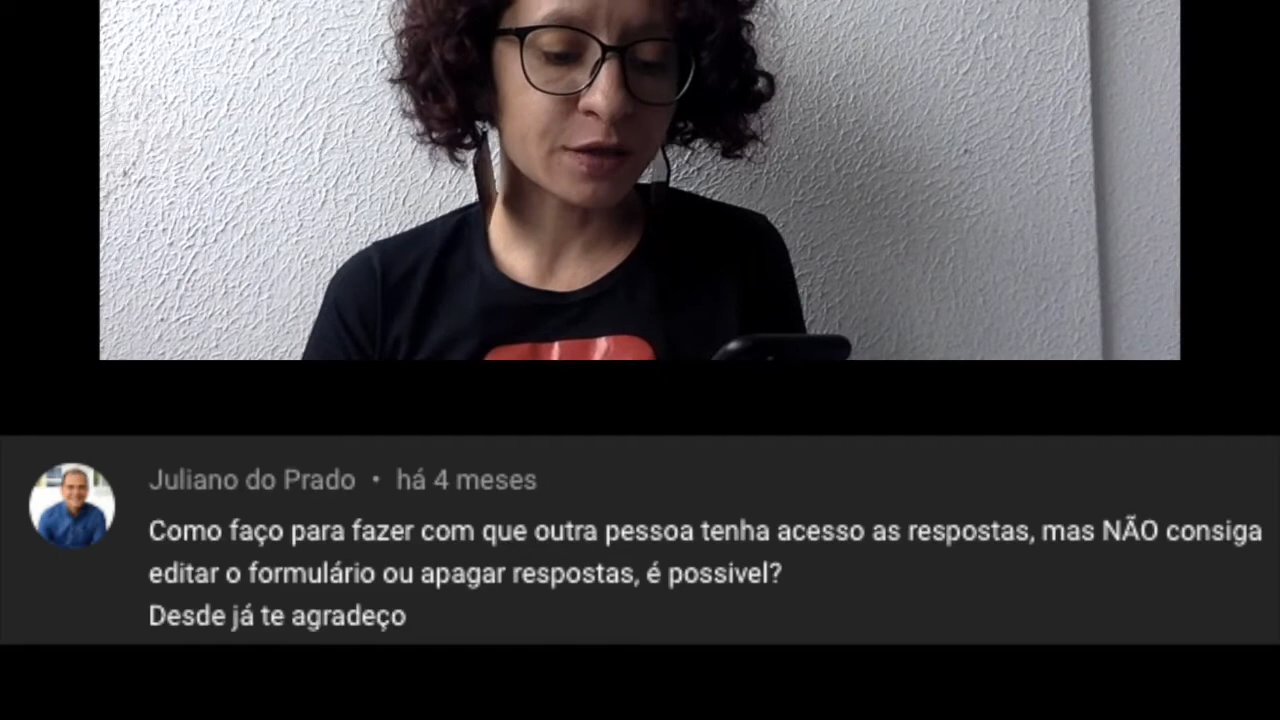 Juliano do Prado • há 4 meses
Como faço para fazer com que outra pessoa tenha acesso as respostas, mas NÃO consiga
editar o formulário ou apagar respostas, é possivel?
Desde já te agradeço